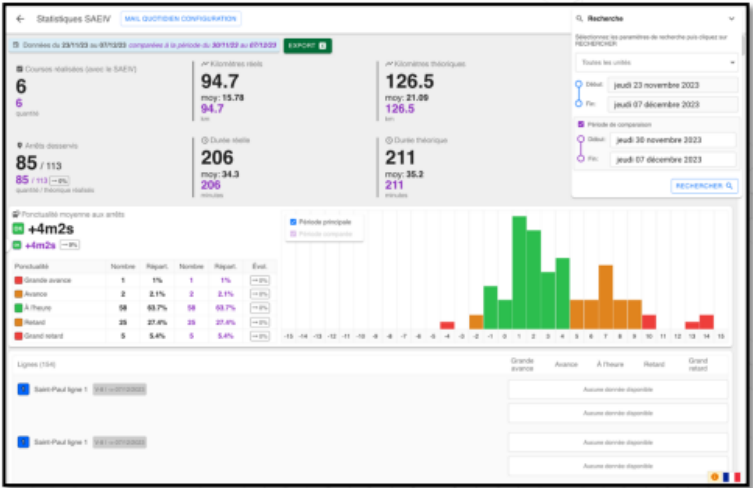 ← Statistiques SAEIV MAIL QUOTIDIEN CONFIGURATION
Données du 23/11/23 au 07/12/23 comparées à la période du 30/11/23 au 07/12/23 EXPORT
Courses réalisées (avec le SAEIV)
6
6
quantité
Kilomètres réels
94.7
moy: 15.78
94.7
km
Kilomètres théoriques
126.5
moy: 21.09
126.5
km
Arrêts desservis
85 / 113
85 / 113 → 0%
quantité / théorique réalisés
Durée réelle
206
moy: 34.3
206
minutes
Durée théorique
211
moy: 35.2
211
minutes
Recherche
Sélectionnez les paramètres de recherche puis cliquez sur
RECHERCHER
Toutes les unités
Début: jeudi 23 novembre 2023
Fin: jeudi 07 décembre 2023
Période de comparaison
Début: jeudi 30 novembre 2023
Fin: jeudi 07 décembre 2023
RECHERCHER
Ponctualité moyenne aux arrêts
OK +4m2s
+4m2s → 0%
Ponctualité Nombre Répart. Nombre Répart. Évol.
Grande avance 1 1% 1 1% → 0%
Avance 2 2.1% 2 2.1% → 0%
À l'heure 58 63.7% 58 63.7% → 0%
Retard 25 27.4% 25 27.4% → 0%
Grand retard 5 5.4% 5 5.4% → 0%
Période principale
Période comparée
-15 -14 -13 -12 -11 -10 -9 -8 -7 -6 -5 -4 -3 -2 -1 0 1 2 3 4 5 6 7 8 9 10 11 12 13 14 15
Lignes (154) Grande avance Avance À l'heure Retard Grand retard
Saint-Paul ligne 1
Aucune donnée disponible
Aucune donnée disponible
Saint-Paul ligne 1
Aucune donnée disponible
Aucune donnée disponible